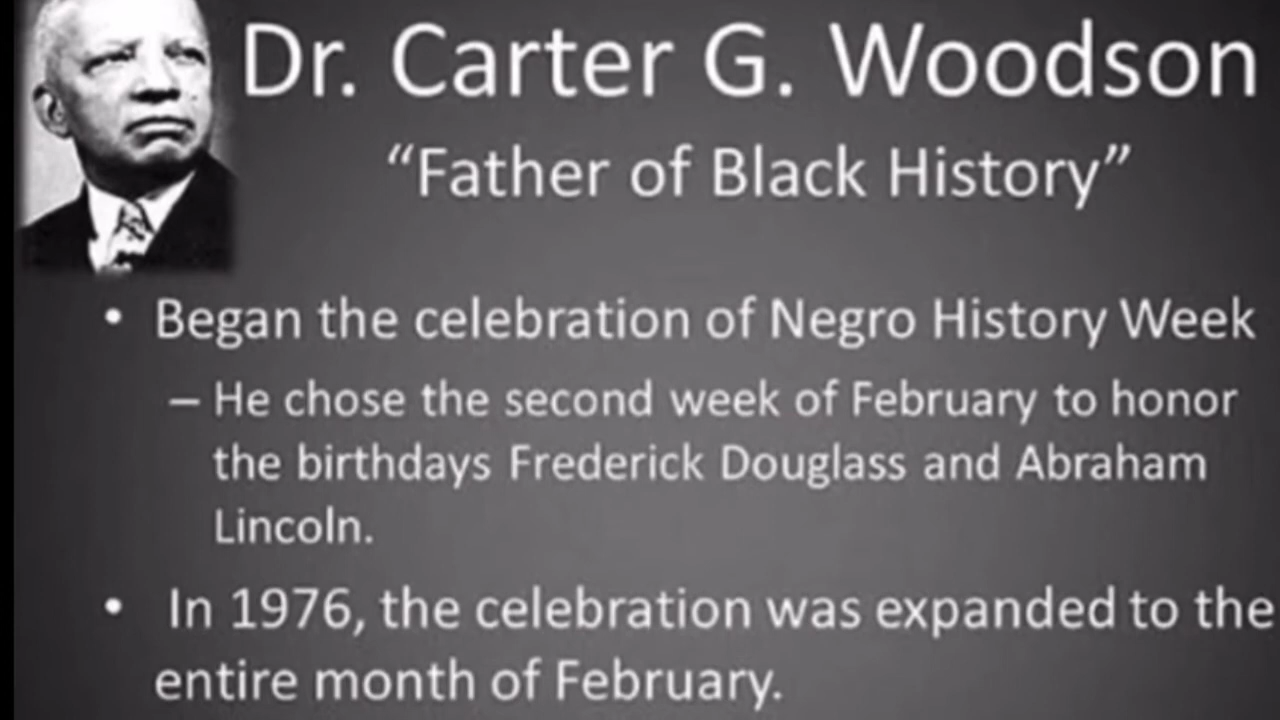 Dr. Carter G. Woodson
“Father of Black History”
• Began the celebration of Negro History Week
– He chose the second week of February to honor
the birthdays Frederick Douglass and Abraham
Lincoln.
• In 1976, the celebration was expanded to the
entire month of February.